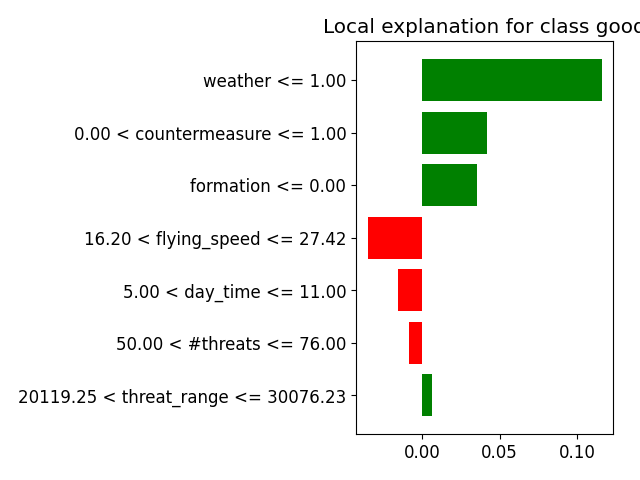 Local explanation for class good
weather <= 1.00
0.00 < countermeasure <= 1.00
formation <= 0.00
16.20 < flying_speed <= 27.42
5.00 < day_time <= 11.00
50.00 < #threats <= 76.00
20119.25 < threat_range <= 30076.23
0.00 0.05 0.10